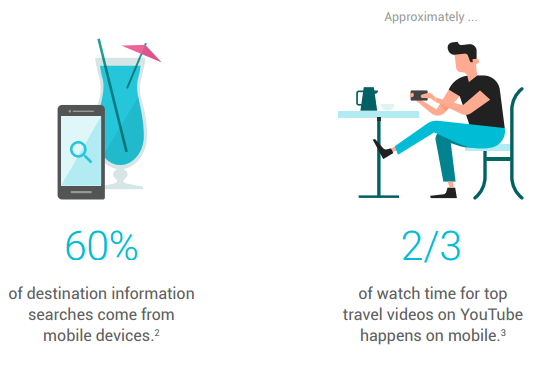 Approximately ...
60%
of destination information
searches come from
mobile devices.²
2/3
of watch time for top
travel videos on YouTube
happens on mobile.³